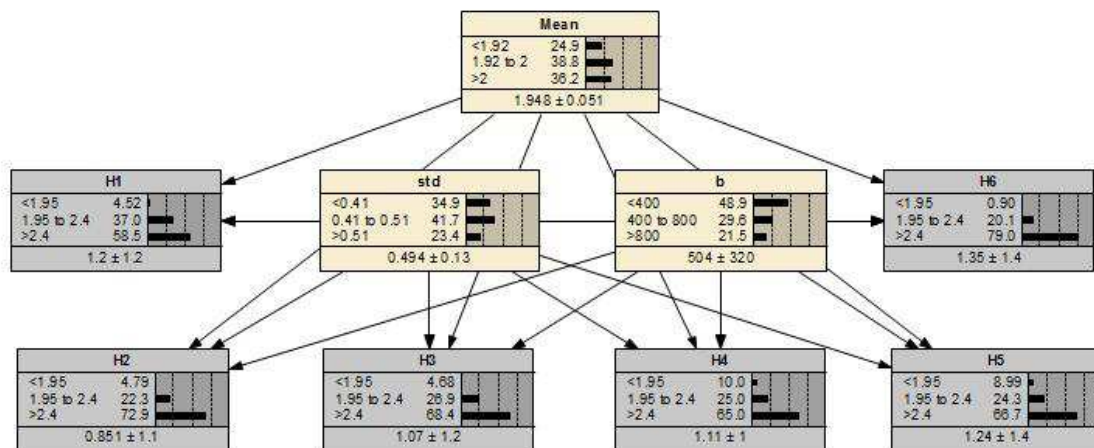 Mean
<1.92 24.9
1.92 to 2 38.8
>2 36.2
1.948 ± 0.051
H1
<1.95 4.52
1.95 to 2.4 37.0
>2.4 58.5
1.2 ± 1.2
std
<0.41 34.9
0.41 to 0.51 41.7
>0.51 23.4
0.494 ± 0.13
b
<400 48.9
400 to 800 29.6
>800 21.5
504 ± 320
H6
<1.95 0.90
1.95 to 2.4 20.1
>2.4 79.0
1.35 ± 1.4
H2
<1.95 4.79
1.95 to 2.4 22.3
>2.4 72.9
0.851 ± 1.1
H3
<1.95 4.68
1.95 to 2.4 26.9
>2.4 68.4
1.07 ± 1.2
H4
<1.95 10.0
1.95 to 2.4 25.0
>2.4 65.0
1.11 ± 1
H5
<1.95 8.99
1.95 to 2.4 24.3
>2.4 66.7
1.24 ± 1.4